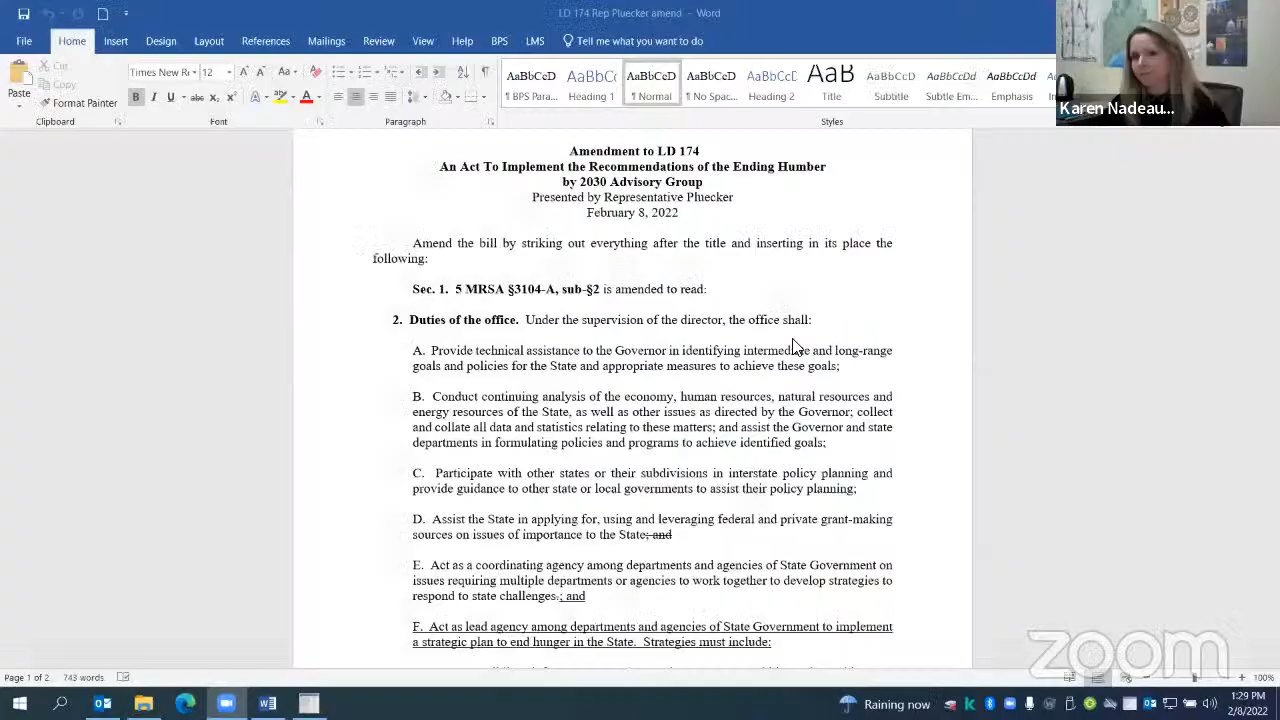 LD 174 Rep Pluecker amendment - Word
File Home Insert Design Layout References Mailings Review View Help BPS LMS Tell me what you want to do
Paste
Cut
Copy
Format Painter
Clipboard
Times New Ro 12
Paragraph
AaBbCcD AaBbC AaBbCcD AaBbCcD AaBbCcE AaB AaBbCcD AaBbCcDd AaBbCcDd
¶ BPS Para... Heading 1 ¶ Normal ¶ No Spac... Heading 2 Title Subtitle Subtle Em... Emphasis
Styles
Karen Nadeau...
Amendment to LD 174
An Act To Implement the Recommendations of the Ending Humber
by 2030 Advisory Group
Presented by Representative Pluecker
February 8, 2022
Amend the bill by striking out everything after the title and inserting in its place the
following:
Sec. 1. 5 MRSA §3104-A, sub-§2 is amended to read:
2. Duties of the office. Under the supervision of the director, the office shall:
A. Provide technical assistance to the Governor in identifying intermediate and long-range
goals and policies for the State and appropriate measures to achieve these goals;
B. Conduct continuing analysis of the economy, human resources, natural resources and
energy resources of the State, as well as other issues as directed by the Governor; collect
and collate all data and statistics relating to these matters; and assist the Governor and state
departments in formulating policies and programs to achieve identified goals;
C. Participate with other states or their subdivisions in interstate policy planning and
provide guidance to other state or local governments to assist their policy planning;
D. Assist the State in applying for, using and leveraging federal and private grant-making
sources on issues of importance to the State; and
E. Act as a coordinating agency among departments and agencies of State Government on
issues requiring multiple departments or agencies to work together to develop strategies to
respond to state challenges.; and
F. Act as lead agency among departments and agencies of State Government to implement
a strategic plan to end hunger in the State. Strategies must include:
zoom
Page 1 of 2 743 words
100%
Raining now
1:29 PM
2/8/2022